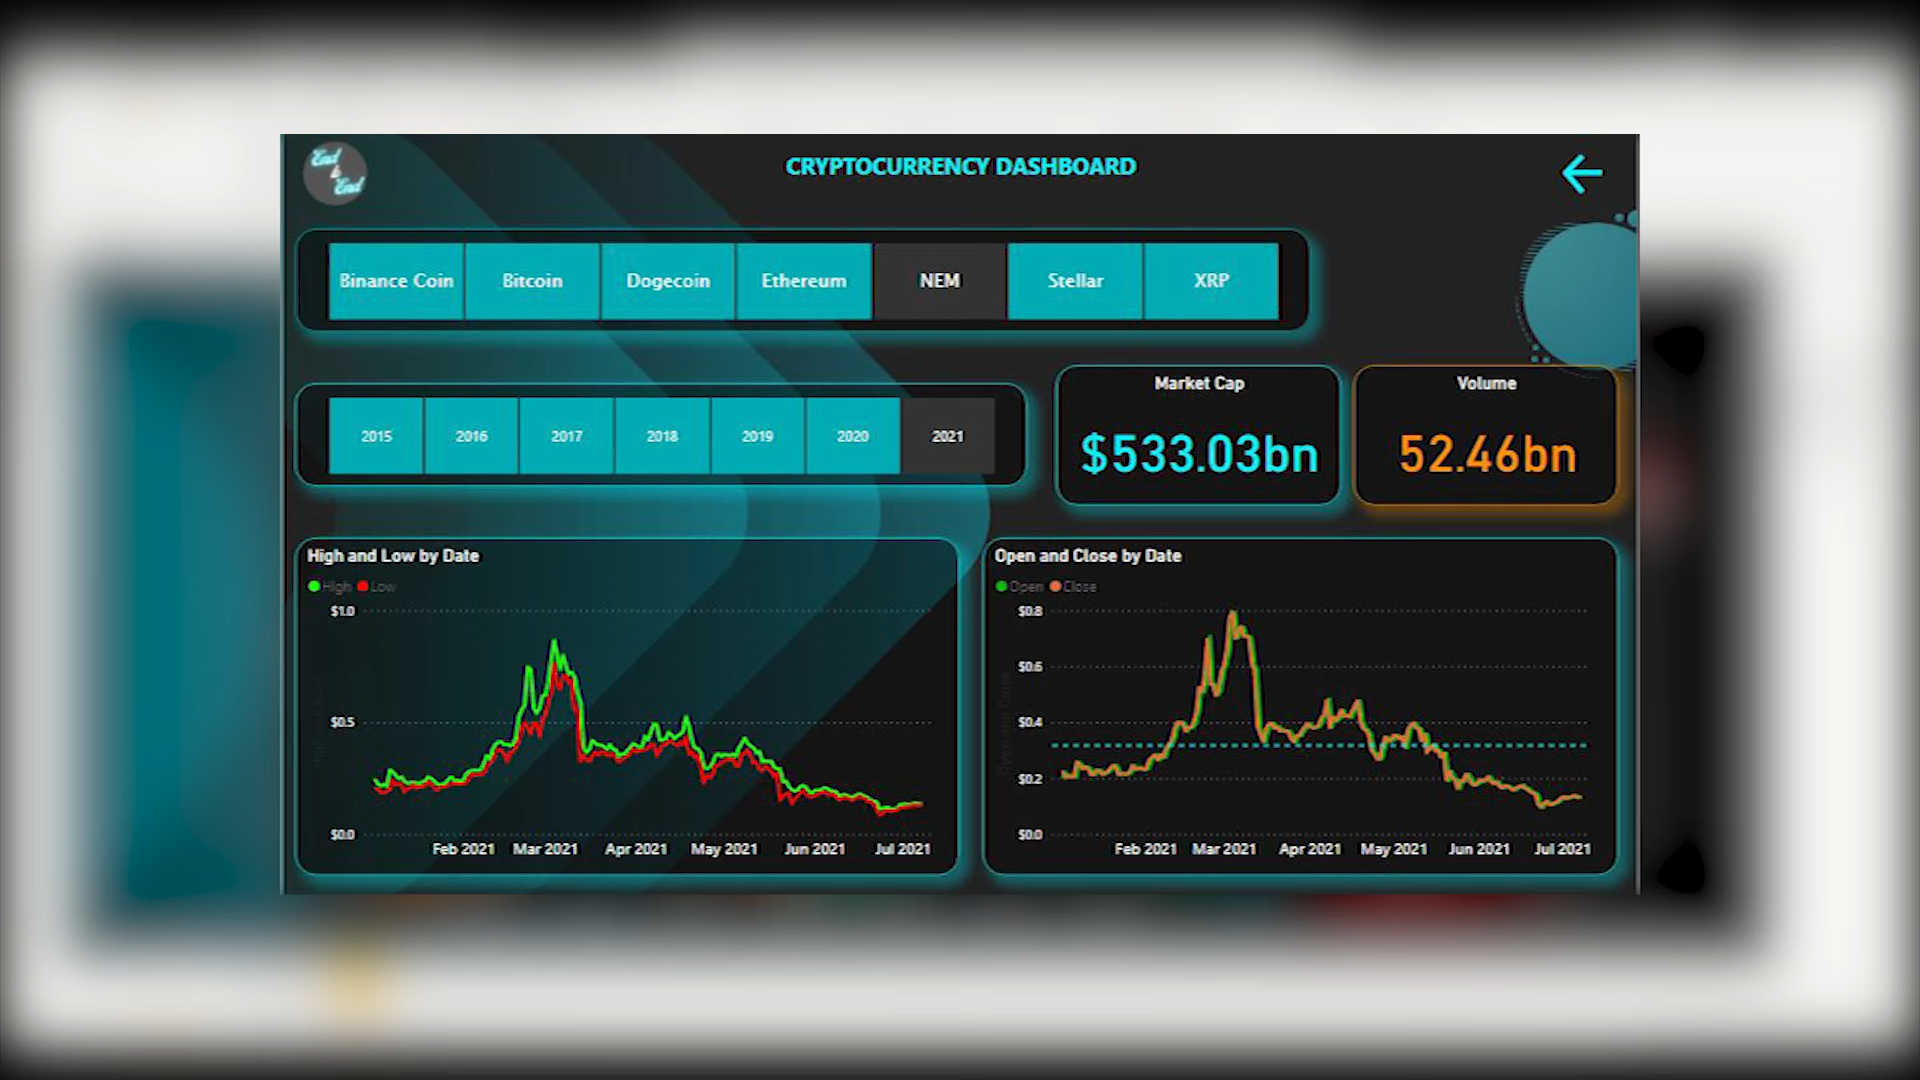 End
&
End
CRYPTOCURRENCY DASHBOARD
Binance Coin Bitcoin Dogecoin Ethereum NEM Stellar XRP
2015 2016 2017 2018 2019 2020 2021
Market Cap
$533.03bn
Volume
52.46bn
High and Low by Date
High Low
$1.0
$0.5
$0.0
Feb 2021 Mar 2021 Apr 2021 May 2021 Jun 2021 Jul 2021
Open and Close by Date
Open Close
$0.8
$0.6
$0.4
$0.2
$0.0
Feb 2021 Mar 2021 Apr 2021 May 2021 Jun 2021 Jul 2021